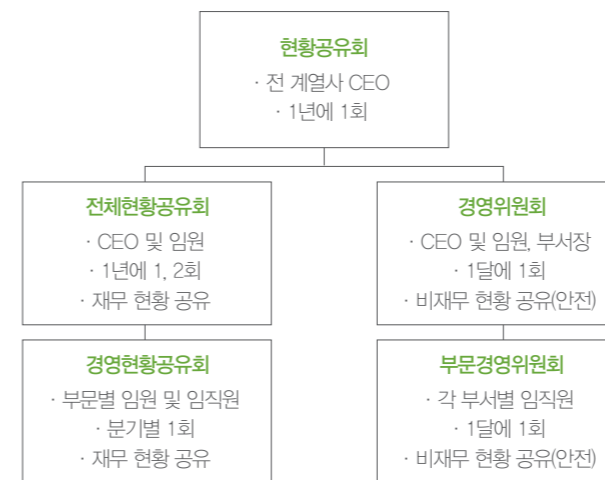 현황공유회
· 전 계열사 CEO
· 1년에 1회
전체현황공유회
· CEO 및 임원
· 1년에 1, 2회
· 재무 현황 공유
경영위원회
· CEO 및 임원, 부서장
· 1달에 1회
· 비재무 현황 공유(안전)
경영현황공유회
· 부문별 임원 및 임직원
· 분기별 1회
· 재무 현황 공유
부문경영위원회
· 각 부서별 임직원
· 1달에 1회
· 비재무 현황 공유(안전)